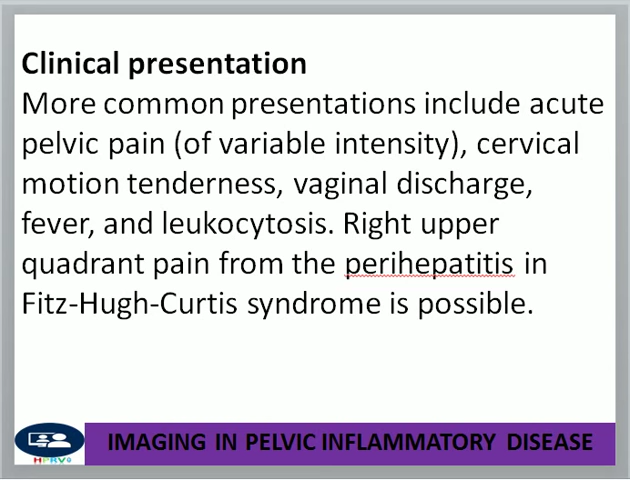 Clinical presentation
More common presentations include acute
pelvic pain (of variable intensity), cervical
motion tenderness, vaginal discharge,
fever, and leukocytosis. Right upper
quadrant pain from the perihepatitis in
Fitz-Hugh-Curtis syndrome is possible.
IMAGING IN PELVIC INFLAMMATORY DISEASE